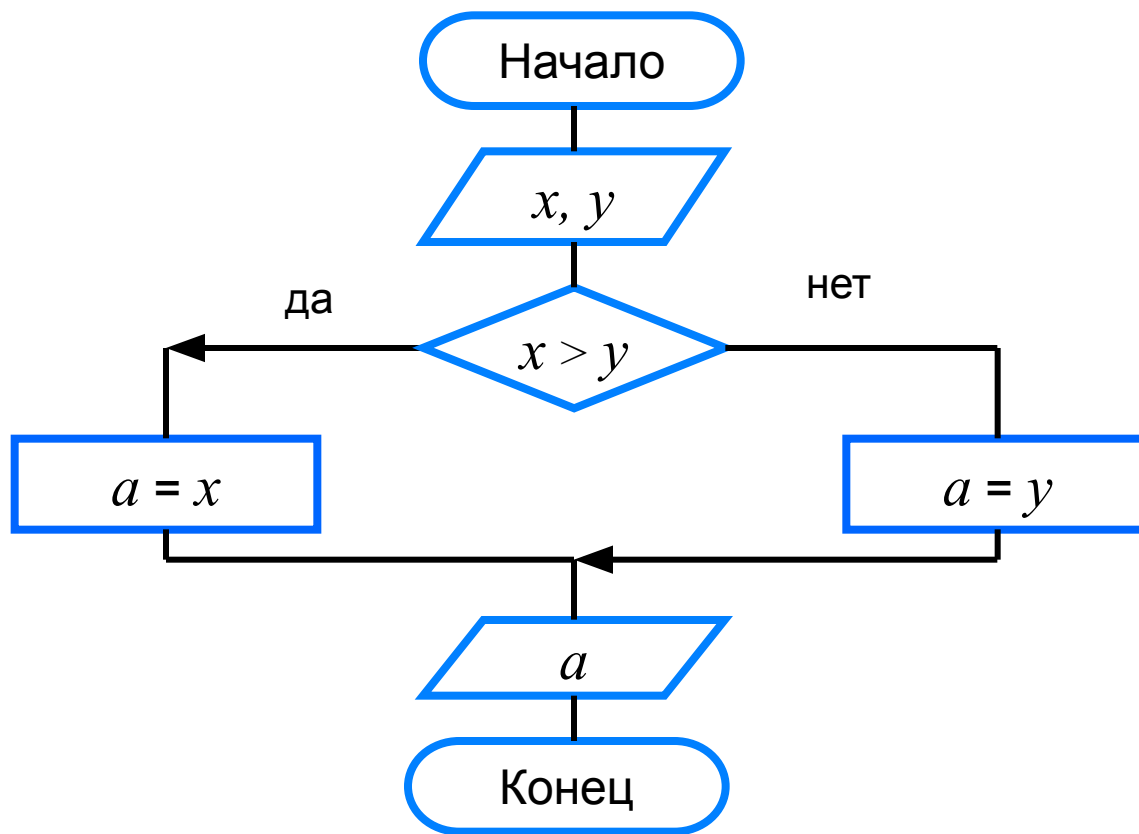 Начало
x, y
да
нет
x > y
a = x
a = y
a
Конец